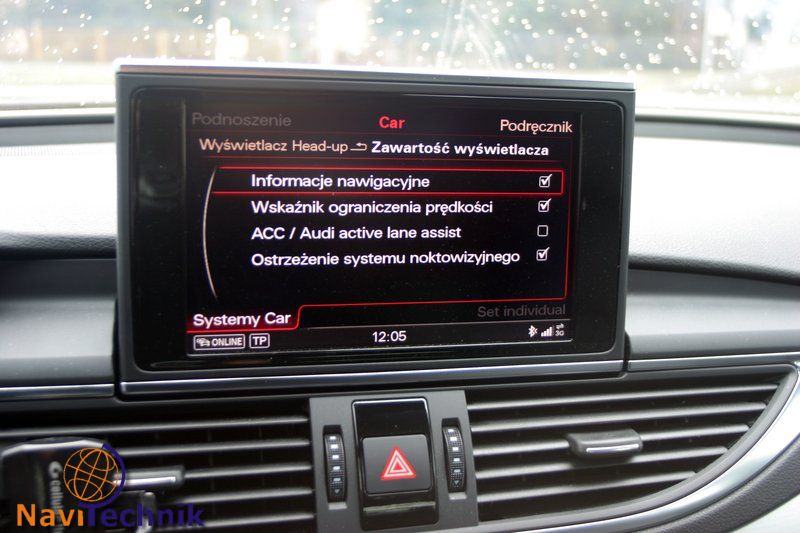 Podnoszenie
Car
Podręcznik
Wyświetlacz Head-up Zawartość wyświetlacza
Informacje nawigacyjne
Wskaźnik ograniczenia prędkości
ACC / Audi active lane assist
Ostrzeżenie systemu noktowizyjnego
Set individual
Systemy Car
ONLINE TP
12:05
3G
NaviTechnik